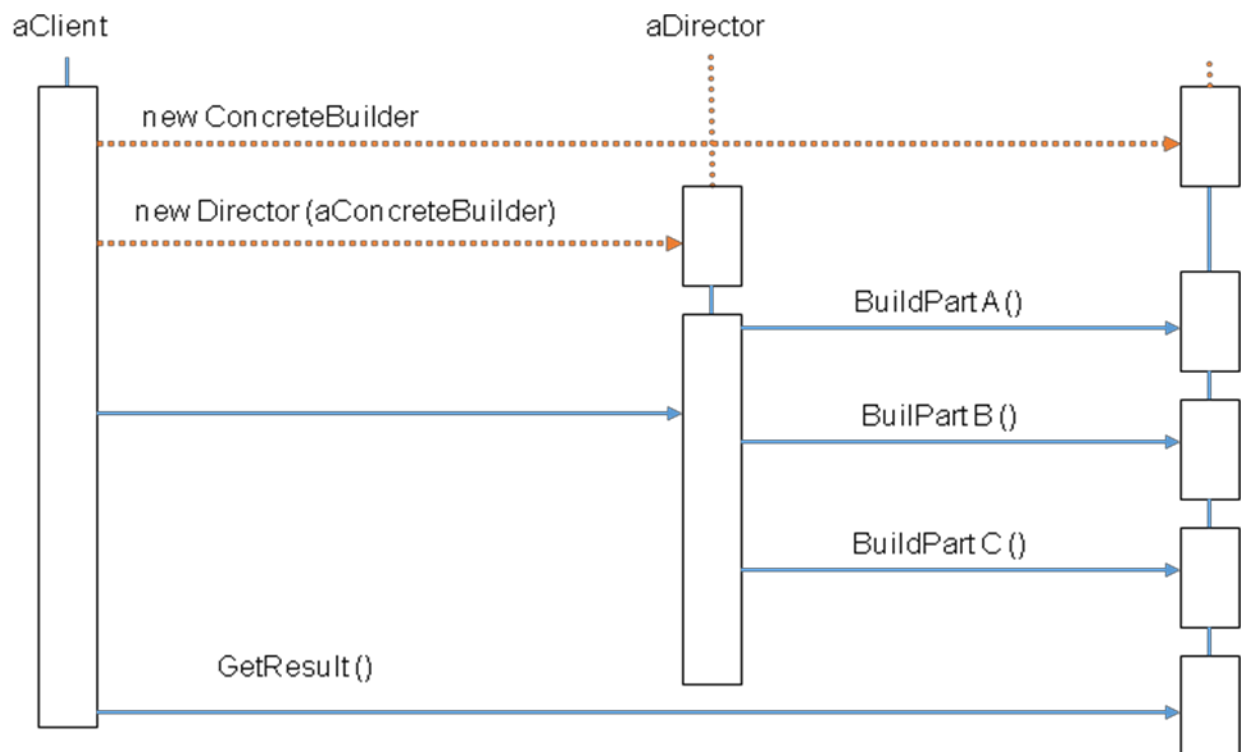 aClient
aDirector
new ConcreteBuilder
new Director (aConcreteBuilder)
BuildPart A ()
BuilPart B ()
BuildPart C ()
GetResult ()